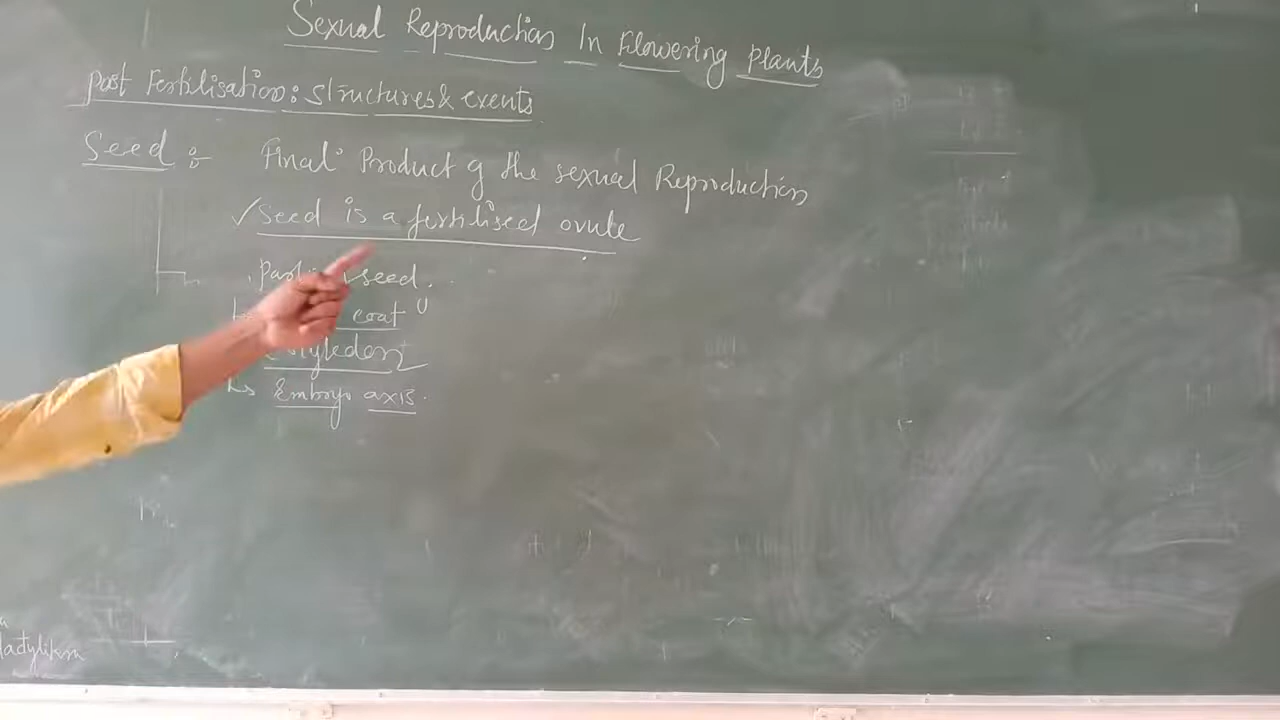 Sexual Reproduction In Flowering Plants
Post Fertilisation: Structures & events
Seed :- Final Product of the sexual Reproduction
✓ Seed is a fertilised ovule
seed.
↳ coat
↳ Embryo axis.